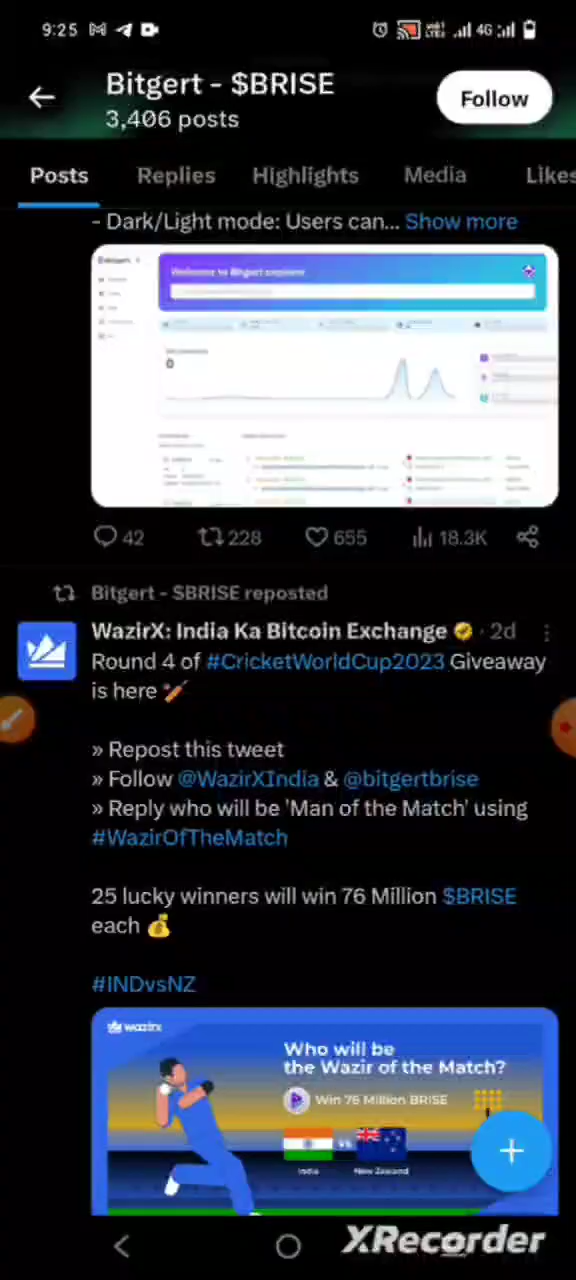 9:25
4G
Bitgert - $BRISE
3,406 posts
Follow
Posts Replies Highlights Media Likes
- Dark/Light mode: Users can... Show more
Welcome to Bitgert explorer
0
42 228 655 18.3K
Bitgert - $BRISE reposted
WazirX: India Ka Bitcoin Exchange · 2d
Round 4 of #CricketWorldCup2023 Giveaway
is here
» Repost this tweet
» Follow @WazirXIndia & @bitgertbrise
» Reply who will be 'Man of the Match' using
#WazirOfTheMatch
25 lucky winners will win 76 Million $BRISE
each
#INDvsNZ
wazirx
Who will be
the Wazir of the Match?
Win 76 Million BRISE
VS
India New Zealand
XRecorder